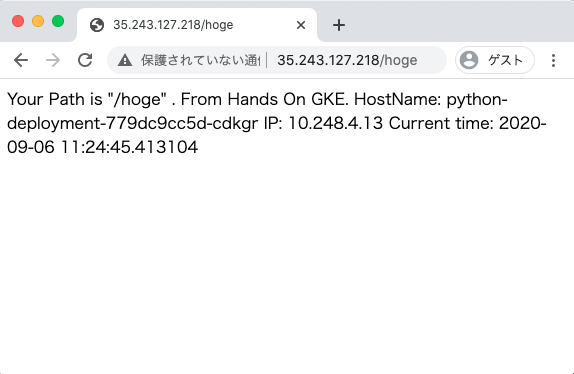 35.243.127.218/hoge
保護されていない通信 35.243.127.218/hoge
ゲスト
Your Path is "/hoge" . From Hands On GKE. HostName: python-
deployment-779dc9cc5d-cdkgr IP: 10.248.4.13 Current time: 2020-
09-06 11:24:45.413104